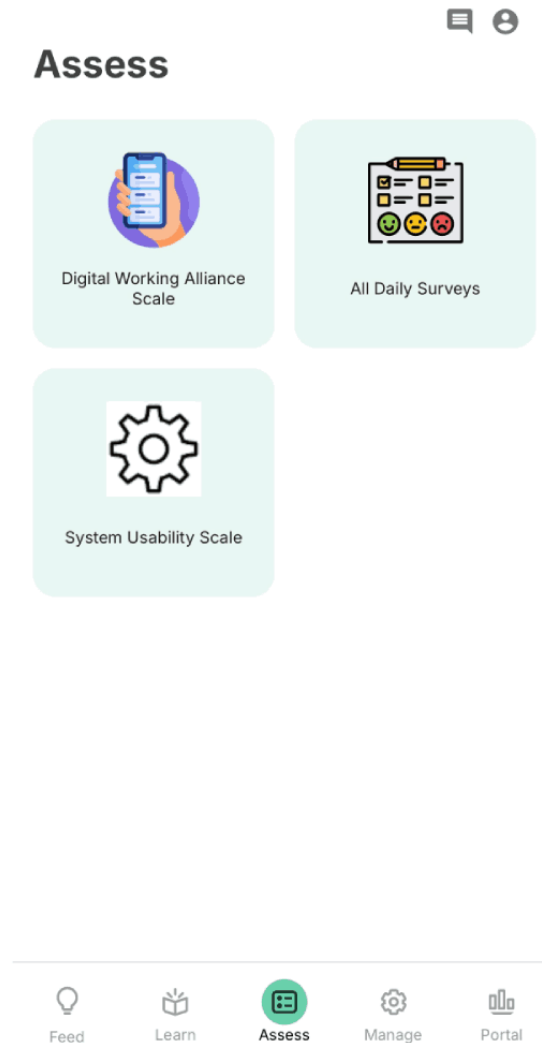 Assess
Digital Working Alliance
Scale
All Daily Surveys
System Usability Scale
Feed
Learn
Assess
Manage
Portal